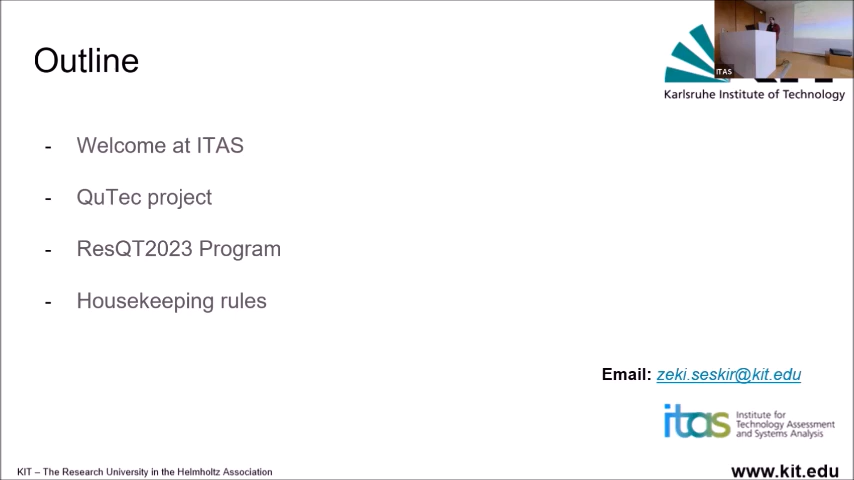 Outline
ITAS
Karlsruhe Institute of Technology
- Welcome at ITAS
- QuTec project
- ResQT2023 Program
- Housekeeping rules
Email: zeki.seskir@kit.edu
itas
Institute for
Technology Assessment
and Systems Analysis
KIT – The Research University in the Helmholtz Association
www.kit.edu